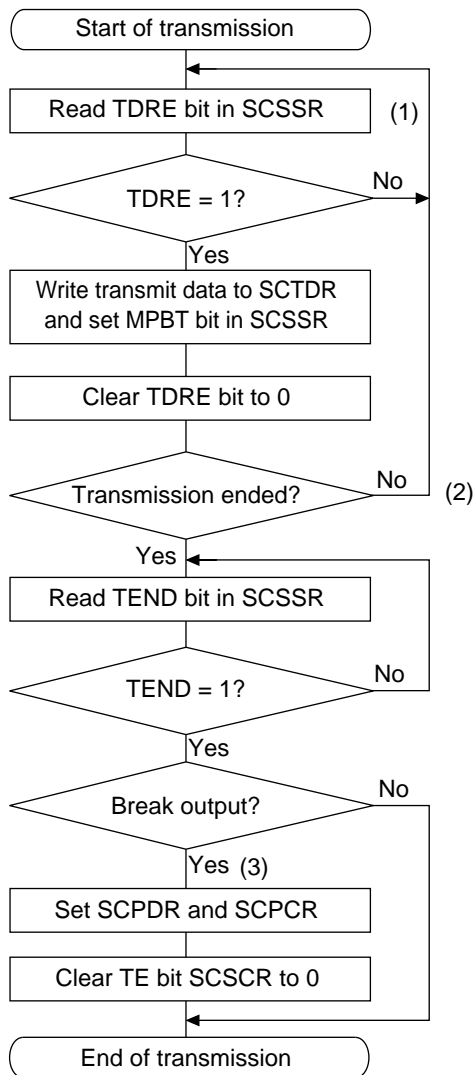 Start of transmission
Read TDRE bit in SCSSR
(1)
TDRE = 1?
No
Yes
Write transmit data to SCTDR
and set MPBT bit in SCSSR
Clear TDRE bit to 0
Transmission ended?
No
(2)
Yes
Read TEND bit in SCSSR
TEND = 1?
No
Yes
Break output?
No
Yes (3)
Set SCPDR and SCPCR
Clear TE bit SCSCR to 0
End of transmission